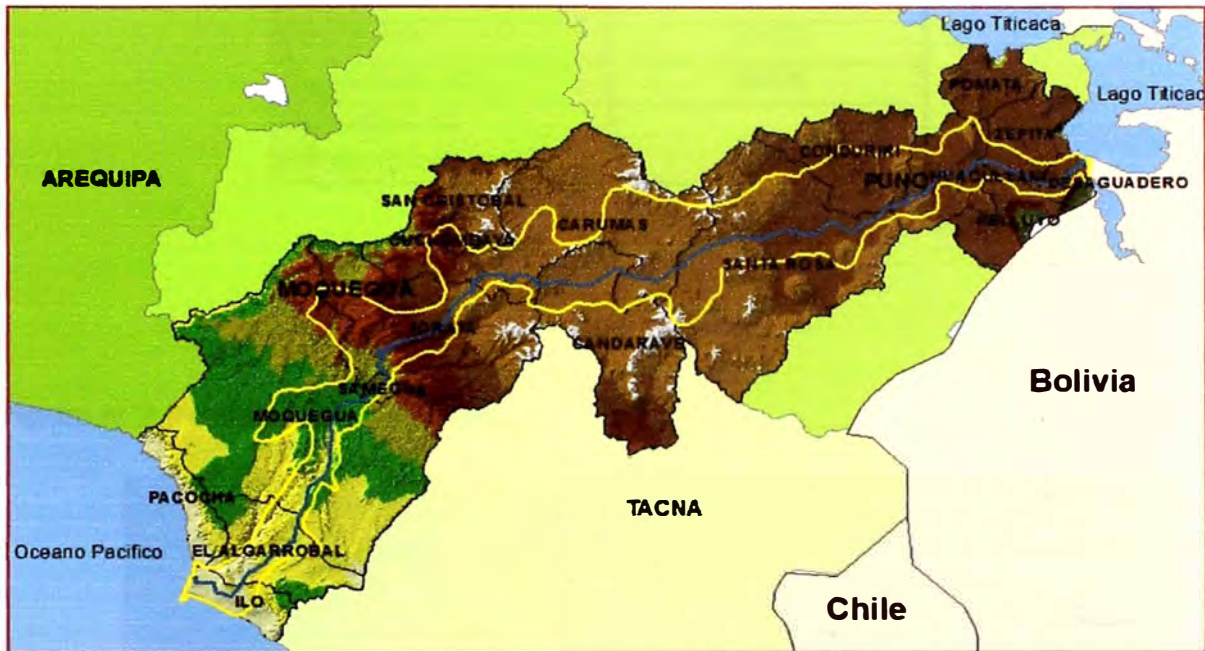 Lago Titicaca
Lago Titicac
POMATA
ZEPITA
CONDURIRI
PUNO
DESAGUADERO
AREQUIPA
SAN CRISTOBAL
CARUMAS
SANTA ROSA
MOQUEGUA
CANDARAVE
Bolivia
MOQUEGUA
PACOCHA
TACNA
Oceano Pacifico
EL ALGARROBAL
ILO
Chile